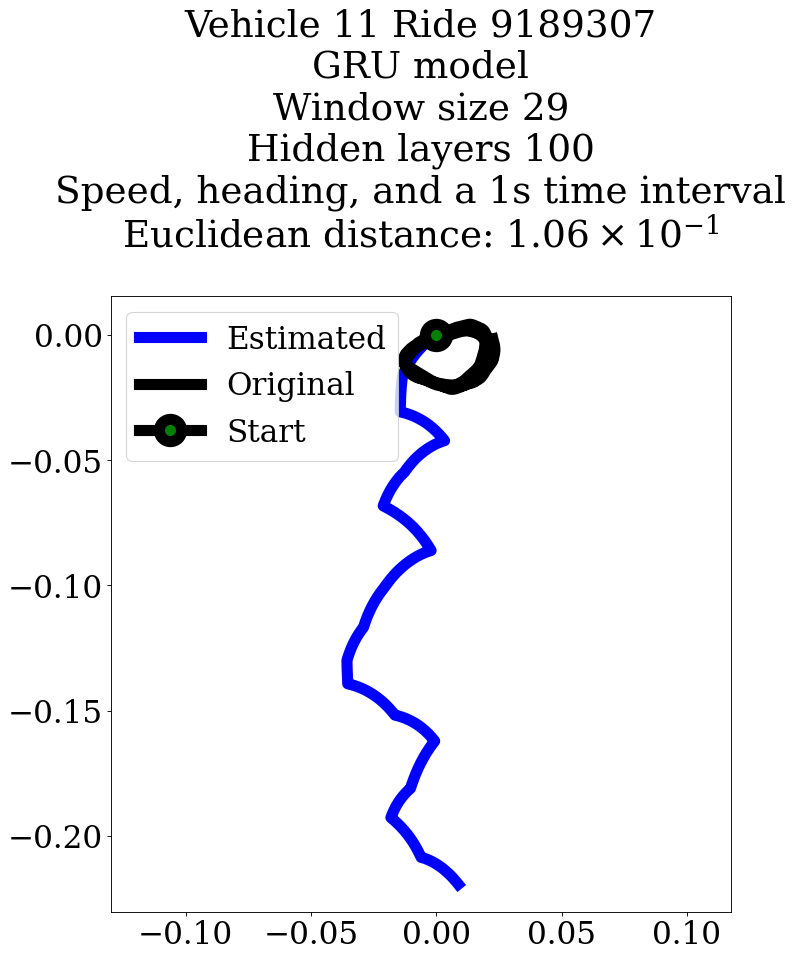 Vehicle 11 Ride 9189307
GRU model
Window size 29
Hidden layers 100
Speed, heading, and a 1s time interval
Euclidean distance: 1.06 × 10⁻¹
Estimated
Original
Start
0.00
−0.05
−0.10
−0.15
−0.20
−0.10 −0.05 0.00 0.05 0.10